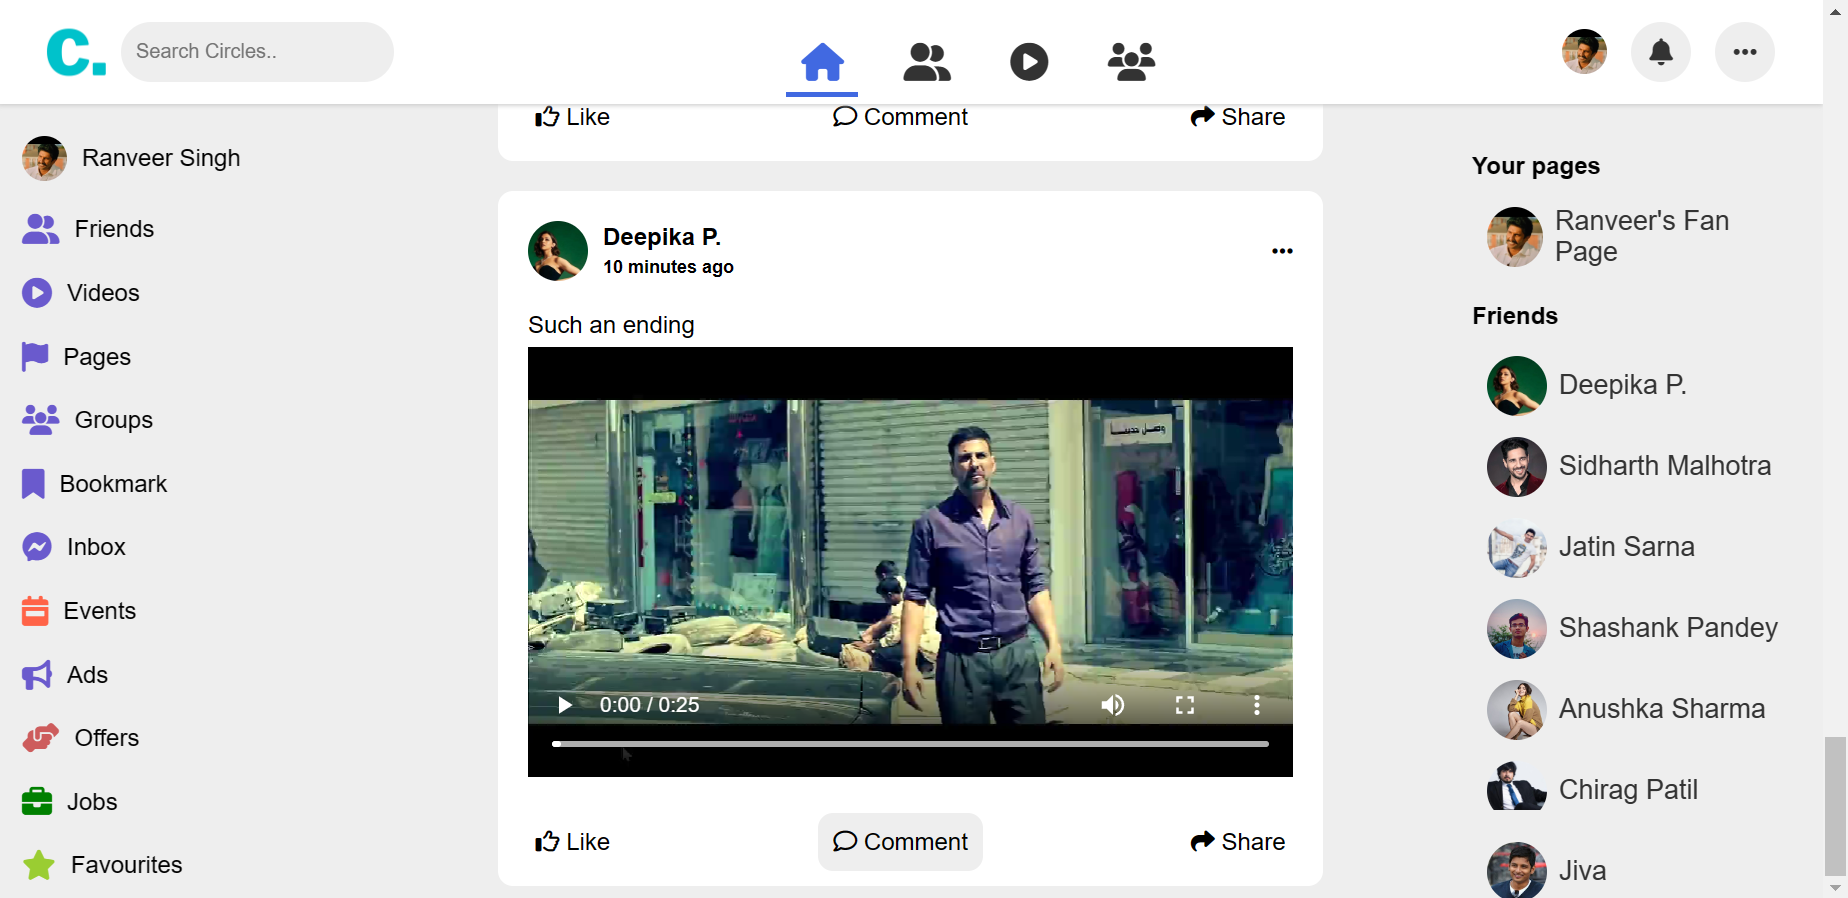 C.
Search Circles..
Like
Comment
Share
Ranveer Singh
Friends
Videos
Pages
Groups
Bookmark
Inbox
Events
Ads
Offers
Jobs
Favourites
Deepika P.
10 minutes ago
Such an ending
وصل حديثا
0:00 / 0:25
Like
Comment
Share
Your pages
Ranveer's Fan
Page
Friends
Deepika P.
Sidharth Malhotra
Jatin Sarna
Shashank Pandey
Anushka Sharma
Chirag Patil
Jiva